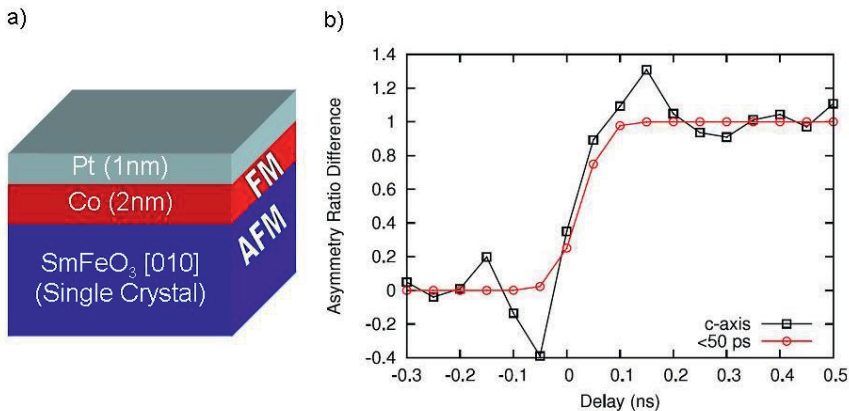 a)
Pt (1nm)
Co (2nm)
FM
AFM
SmFeO₃ [010]
(Single Crystal)
b)
Asymmetry Ratio Difference
1.4
1.2
1
0.8
0.6
0.4
0.2
0
-0.2
-0.4
c-axis
<50 ps
-0.3 -0.2 -0.1 0 0.1 0.2 0.3 0.4 0.5
Delay (ns)